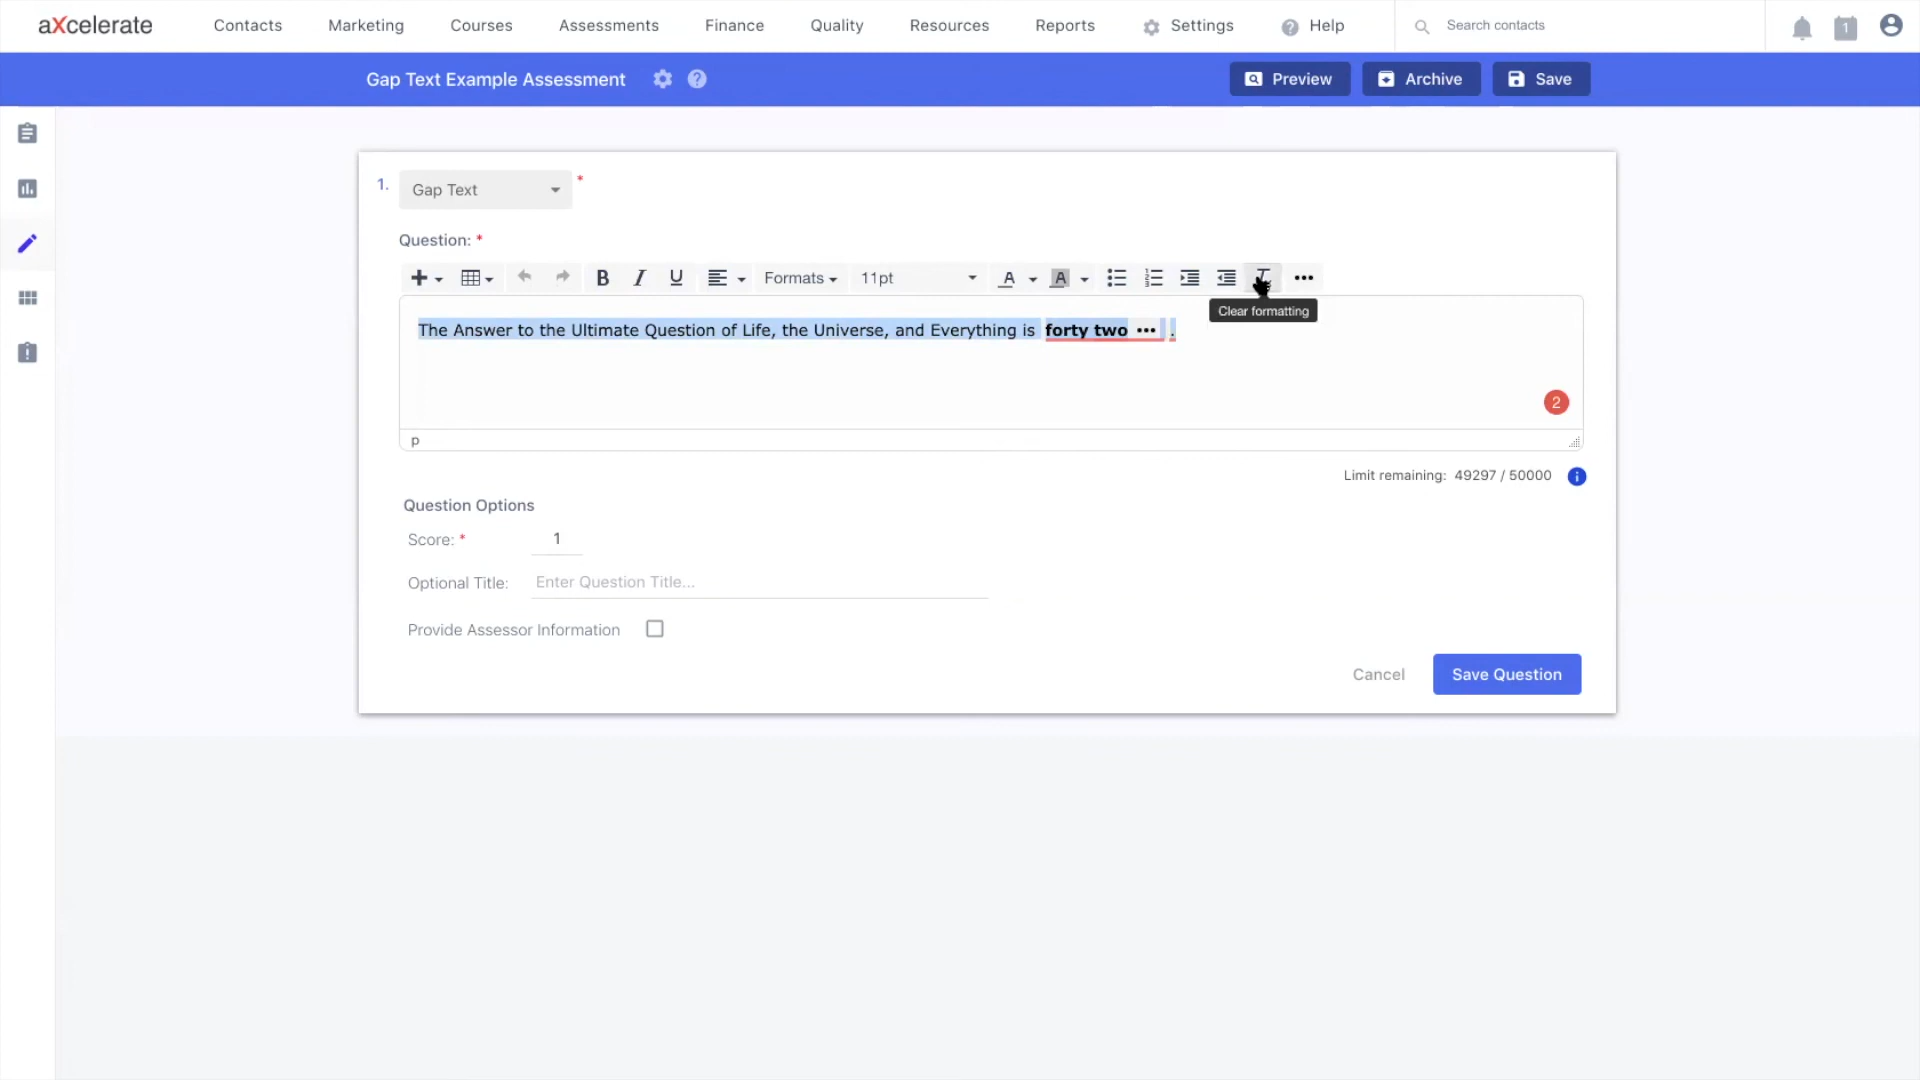 aXcelerate Contacts Marketing Courses Assessments Finance Quality Resources Reports Settings Help Search contacts 1
Gap Text Example Assessment Preview Archive Save
1. Gap Text *
Question: *
B I U Formats 11pt A A
Clear formatting
The Answer to the Ultimate Question of Life, the Universe, and Everything is forty two ••• .
2
p
Limit remaining: 49297 / 50000
Question Options
Score: * 1
Optional Title: Enter Question Title...
Provide Assessor Information
Cancel Save Question